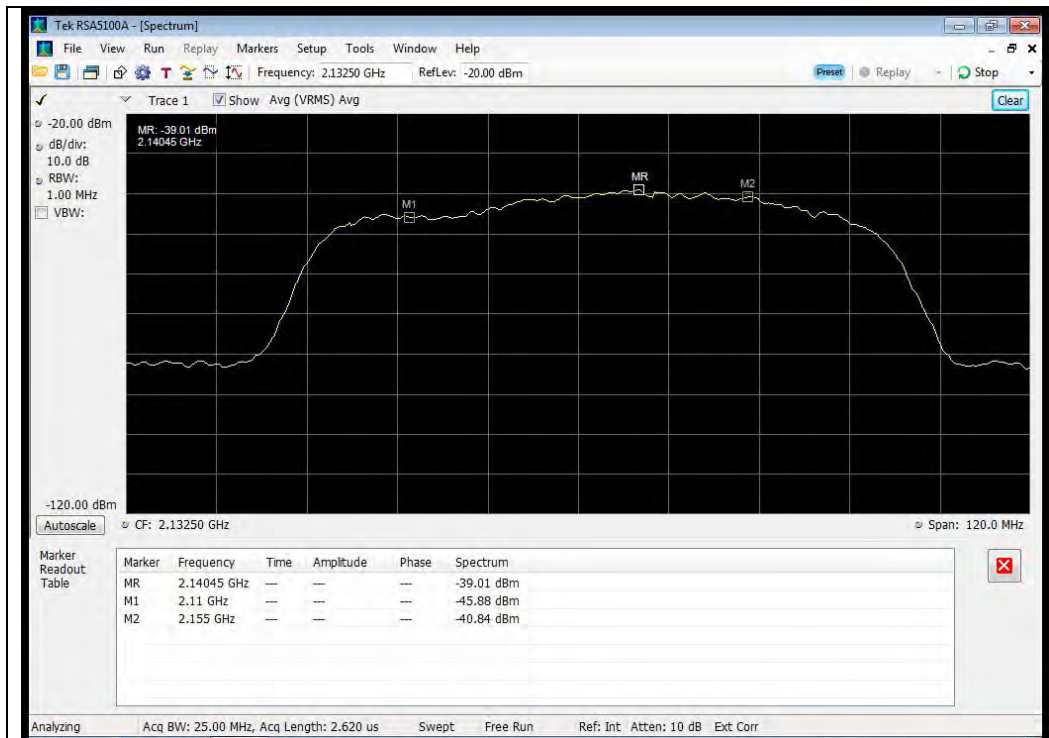 Tek RSA5100A - [Spectrum]
File View Run Replay Markers Setup Tools Window Help
T Frequency: 2.13250 GHz RefLev: -20.00 dBm Preset Replay Stop
Trace 1 Show Avg (VRMS) Avg Clear
-20.00 dBm
dB/div:
10.0 dB
RBW:
1.00 MHz
VBW:
MR: -39.01 dBm
2.14045 GHz
M1
MR
M2
-120.00 dBm
Autoscale CF: 2.13250 GHz Span: 120.0 MHz
Marker
Readout
Table
Marker Frequency Time Amplitude Phase Spectrum
MR 2.14045 GHz --- --- --- -39.01 dBm
M1 2.11 GHz --- --- --- -45.88 dBm
M2 2.155 GHz --- --- --- -40.84 dBm
Analyzing Acq BW: 25.00 MHz, Acq Length: 2.620 us Swept Free Run Ref: Int Atten: 10 dB Ext Corr